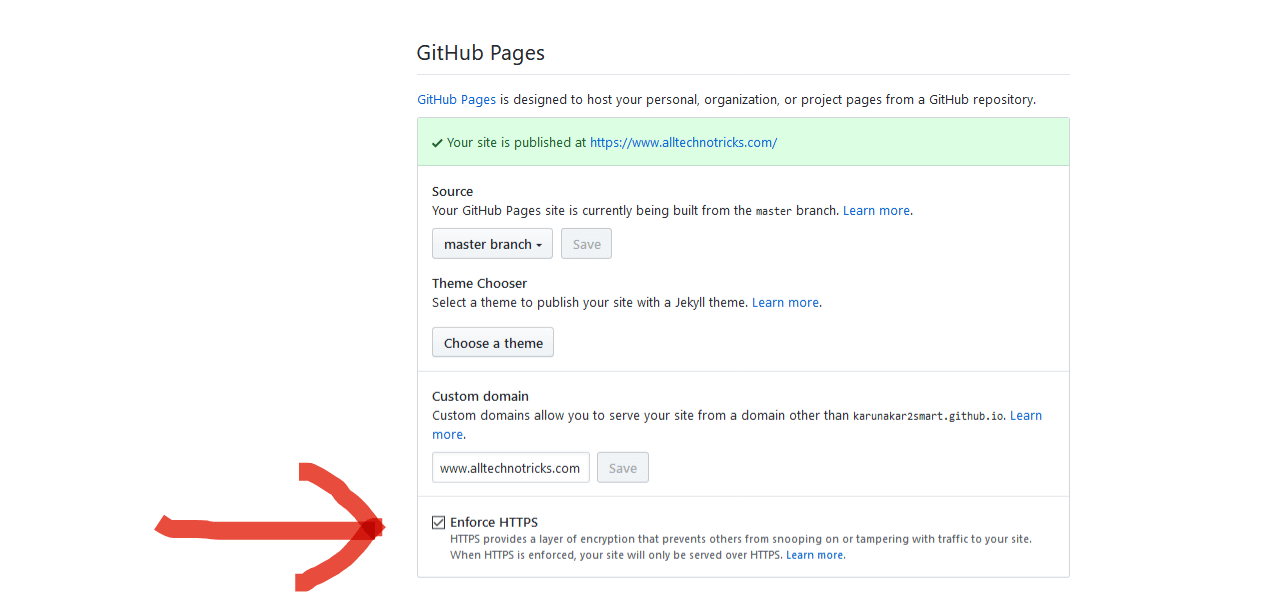 GitHub Pages
GitHub Pages is designed to host your personal, organization, or project pages from a GitHub repository.
Your site is published at https://www.alltechnotricks.com/
Source
Your GitHub Pages site is currently being built from the master branch. Learn more.
master branch Save
Theme Chooser
Select a theme to publish your site with a Jekyll theme. Learn more.
Choose a theme
Custom domain
Custom domains allow you to serve your site from a domain other than karunakar2smart.github.io. Learn
more.
www.alltechnotricks.com Save
Enforce HTTPS
HTTPS provides a layer of encryption that prevents others from snooping on or tampering with traffic to your site.
When HTTPS is enforced, your site will only be served over HTTPS. Learn more.